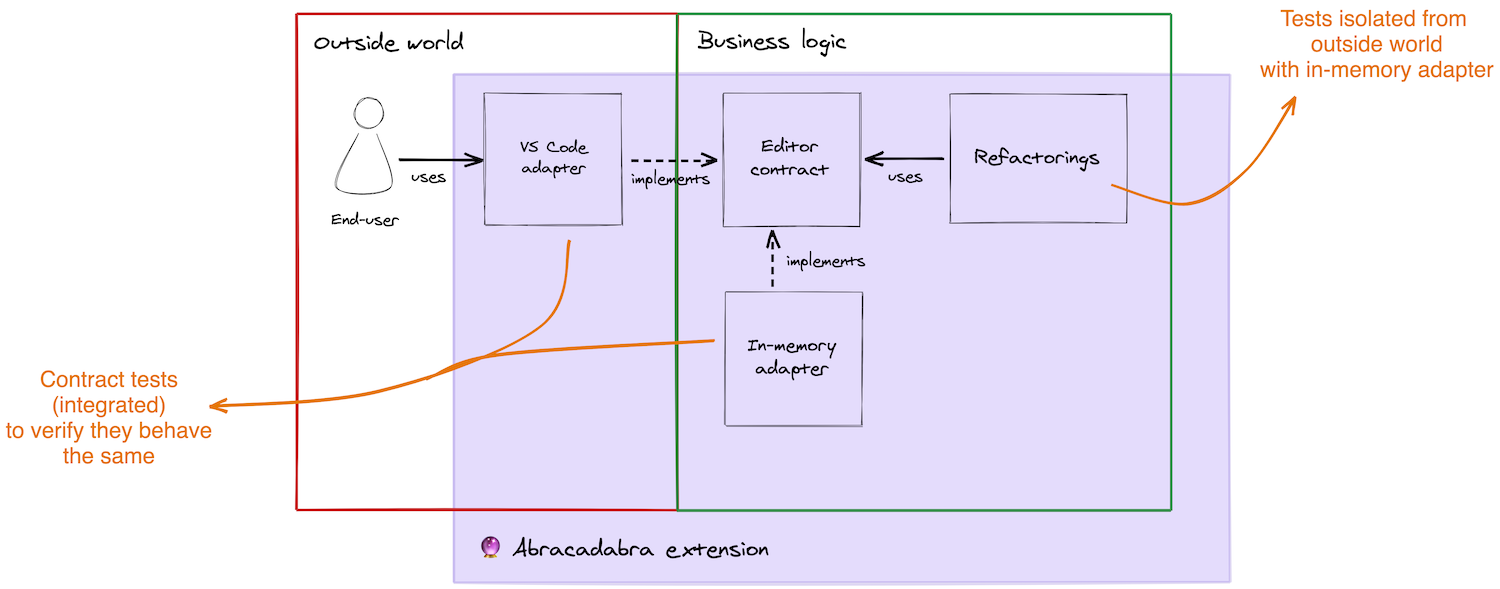 Outside world
Business logic
Tests isolated from
outside world
with in-memory adapter
VS Code
adapter
Editor
contract
Refactorings
uses
implements
uses
End-user
implements
In-memory
adapter
Contract tests
(integrated)
to verify they behave
the same
Abracadabra extension